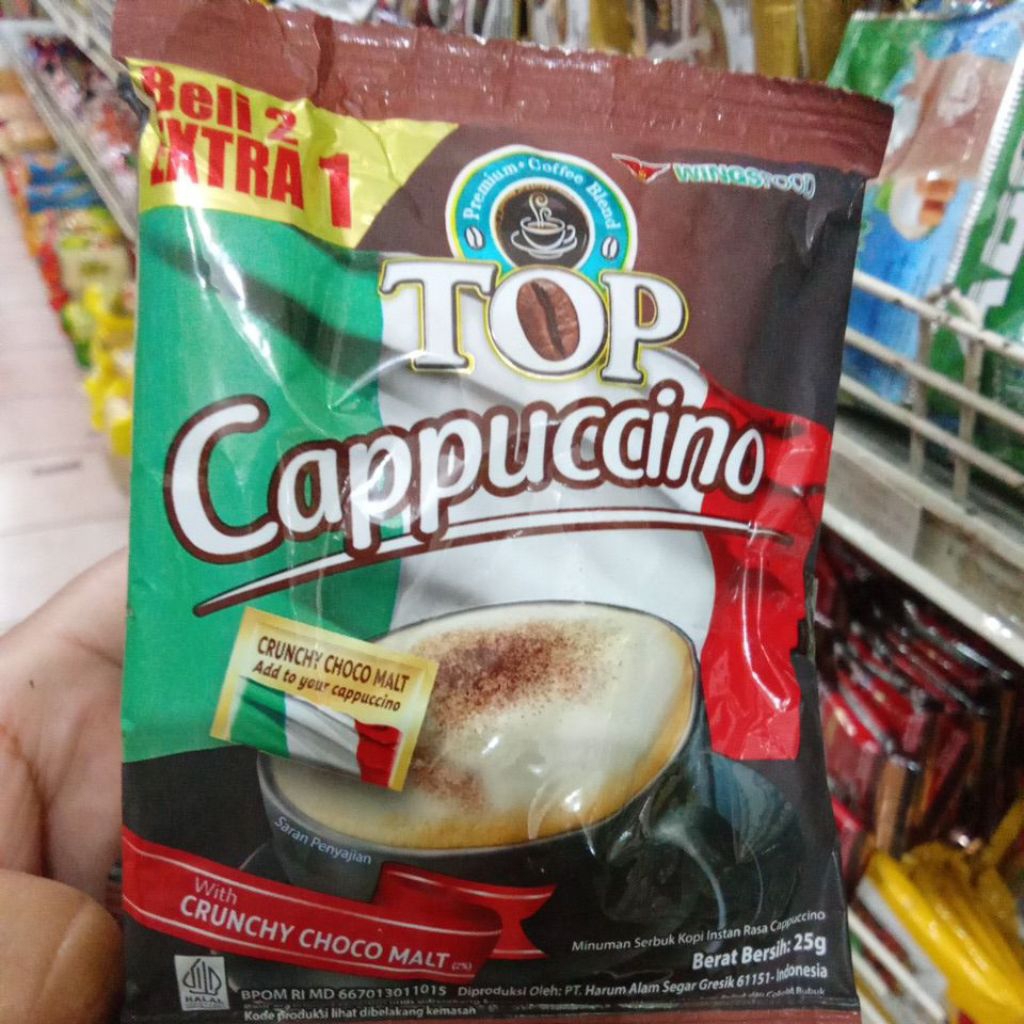 Beli 2
EXTRA 1
WINGSFOOD
Premium • Coffee Blend
TOP
Cappuccino
CRUNCHY CHOCO MALT
Add to your cappuccino
Saran Penyajian
With
CRUNCHY CHOCO MALT (2%)
Minuman Serbuk Kopi Instan Rasa Cappuccino
Berat Bersih: 25g
HALAL
BPOM RI MD 667013011015 Diproduksi Oleh: PT. Harum Alam Segar Gresik 61151- Indonesia
Kode produksi lihat dibelakang kemasan